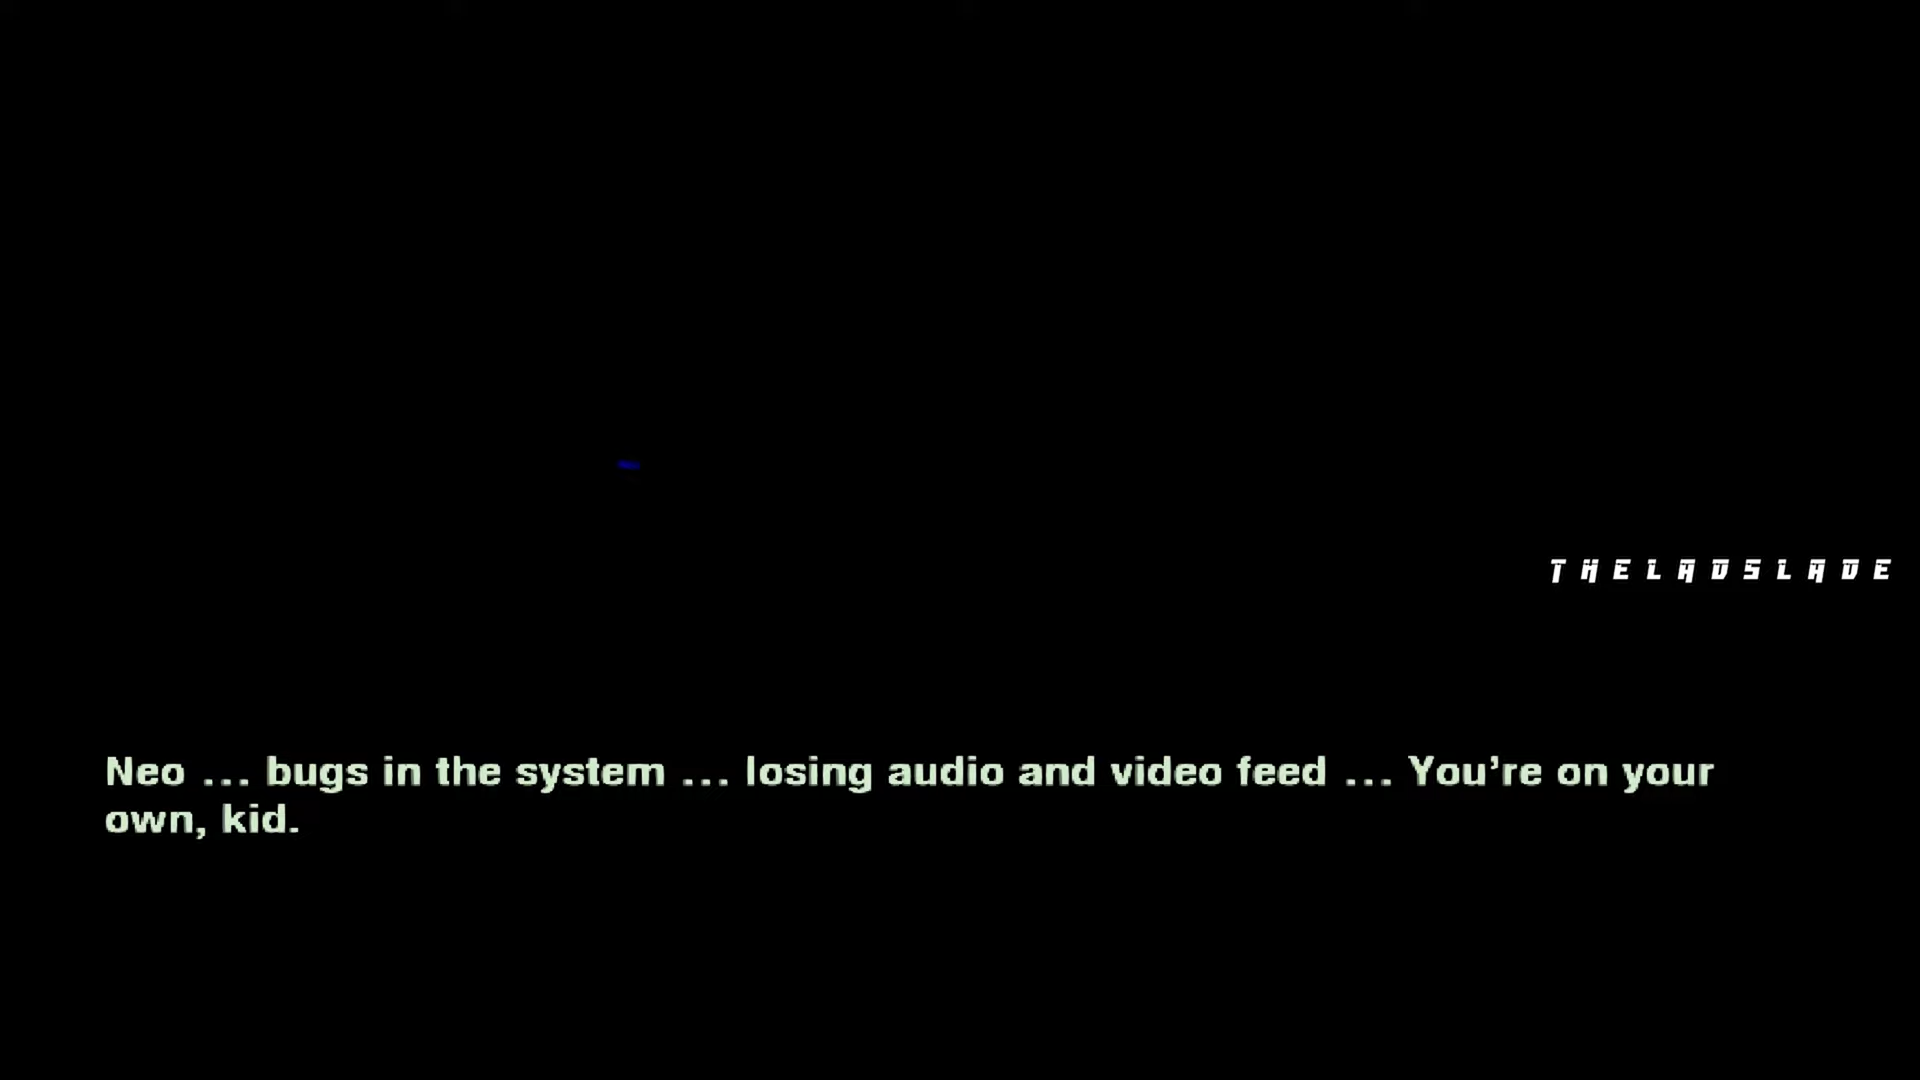 THELADSLADE
Neo ... bugs in the system ... losing audio and video feed ... You’re on your
own, kid.